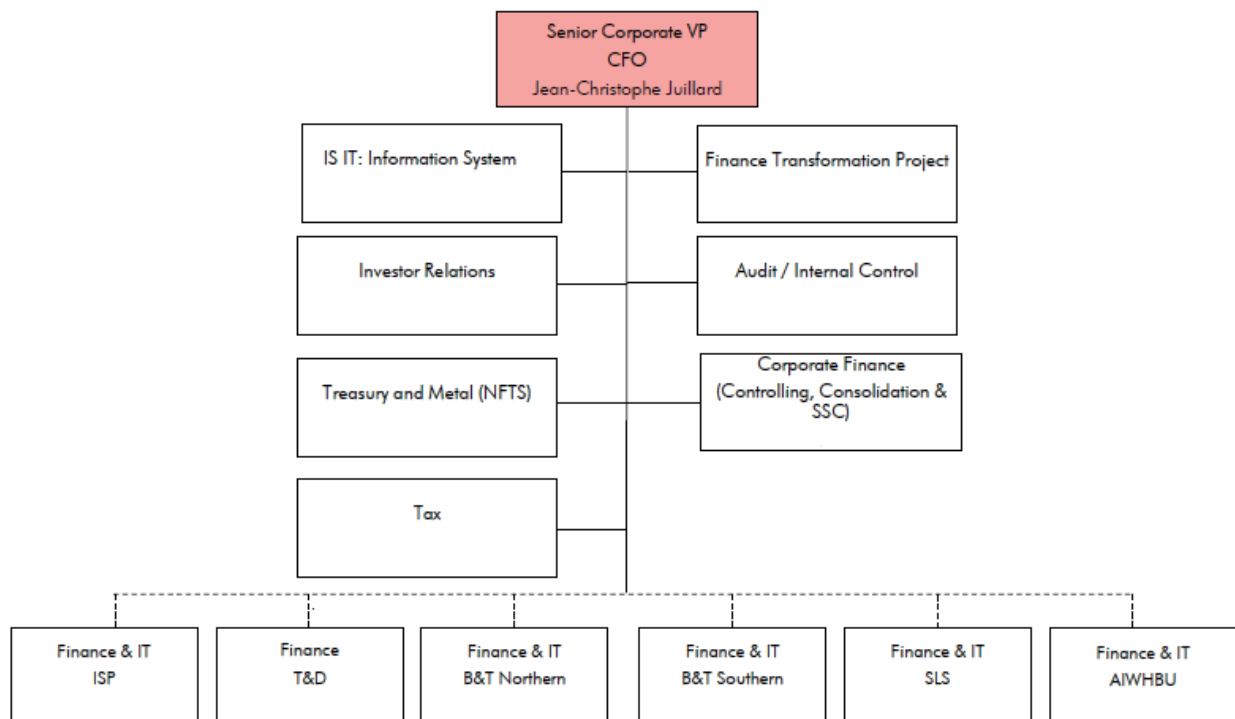 Senior Corporate VP
CFO
Jean-Christophe Juillard
IS IT: Information System
Finance Transformation Project
Investor Relations
Audit / Internal Control
Treasury and Metal (NFTS)
Corporate Finance
(Controlling, Consolidation &
SSC)
Tax
Finance & IT
ISP
Finance
T&D
Finance & IT
B&T Northern
Finance & IT
B&T Southern
Finance & IT
SLS
Finance & IT
AIWHBU